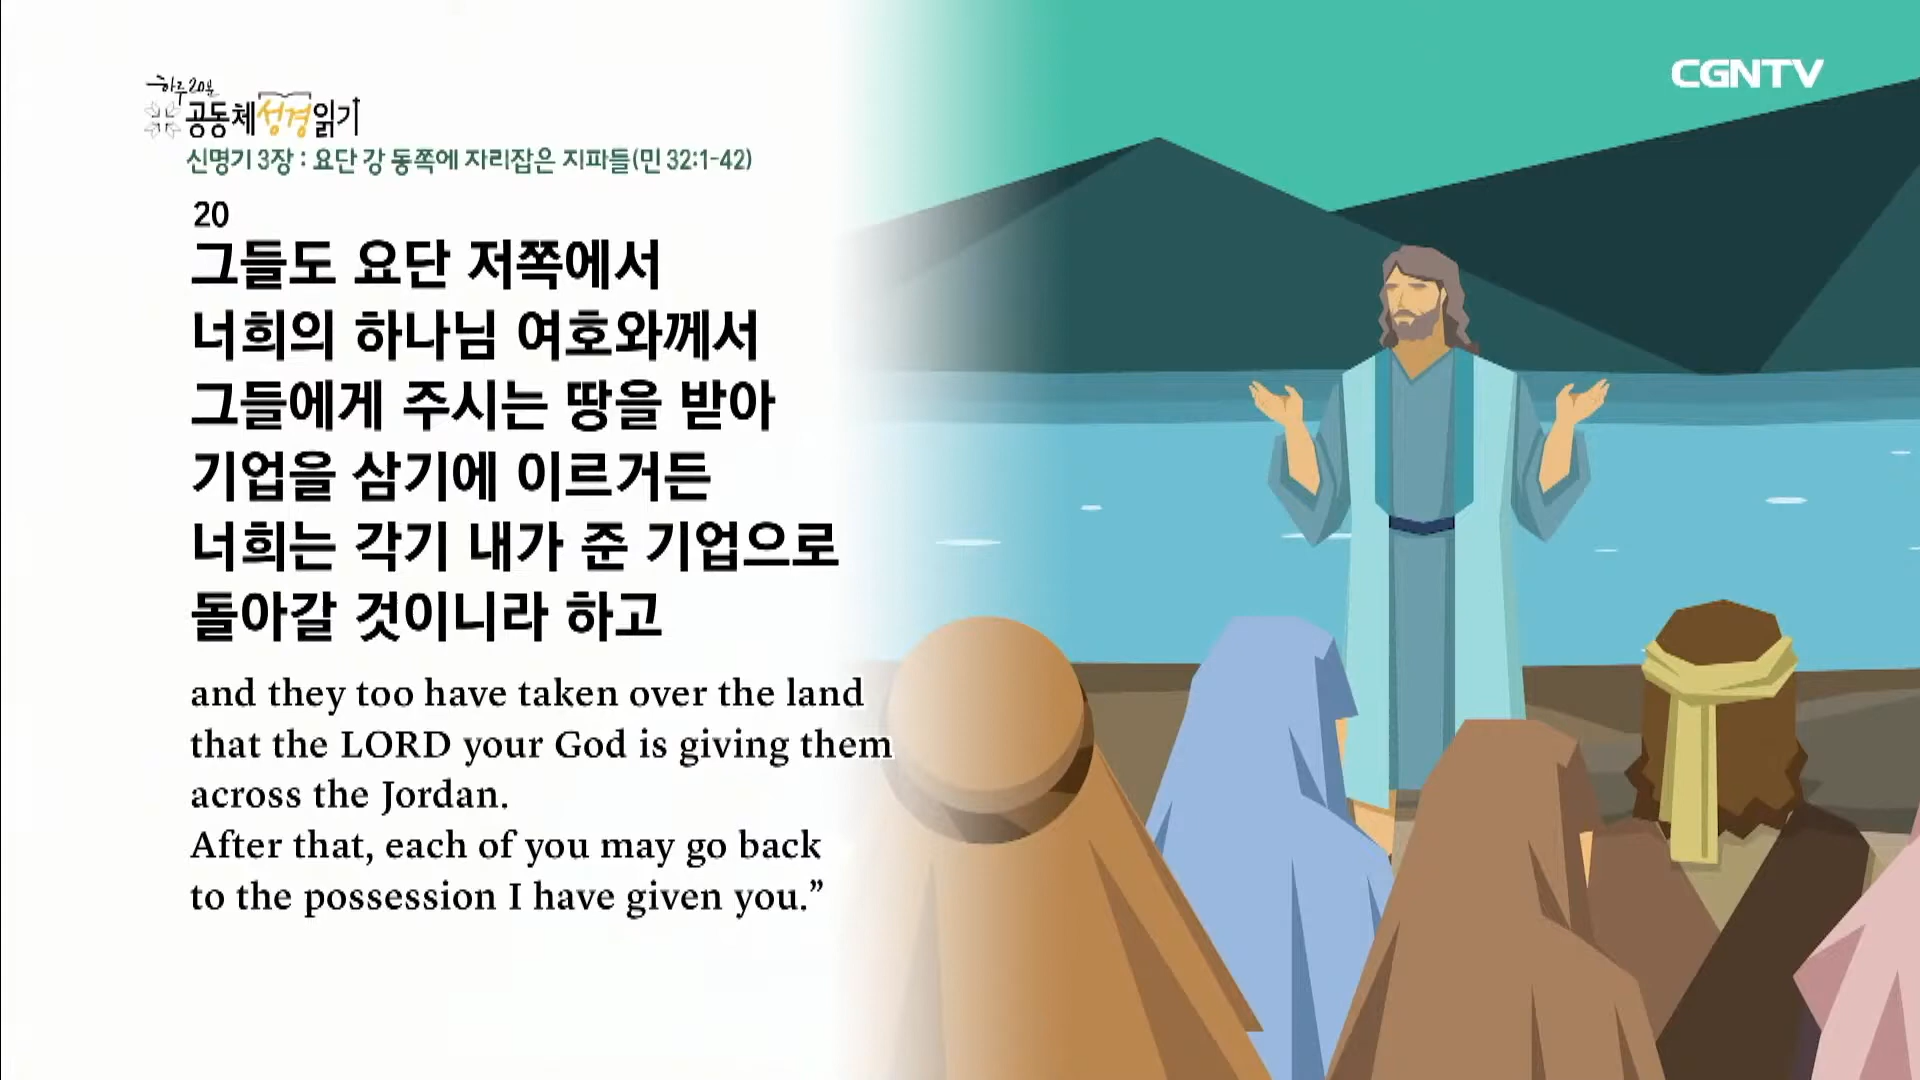 하루 20분
공동체성경읽기
CGNTV
신명기 3장 : 요단 강 동쪽에 자리잡은 지파들(민 32:1-42)
20
그들도 요단 저쪽에서
너희의 하나님 여호와께서
그들에게 주시는 땅을 받아
기업을 삼기에 이르거든
너희는 각기 내가 준 기업으로
돌아갈 것이니라 하고
and they too have taken over the land
that the LORD your God is giving them
across the Jordan.
After that, each of you may go back
to the possession I have given you.”